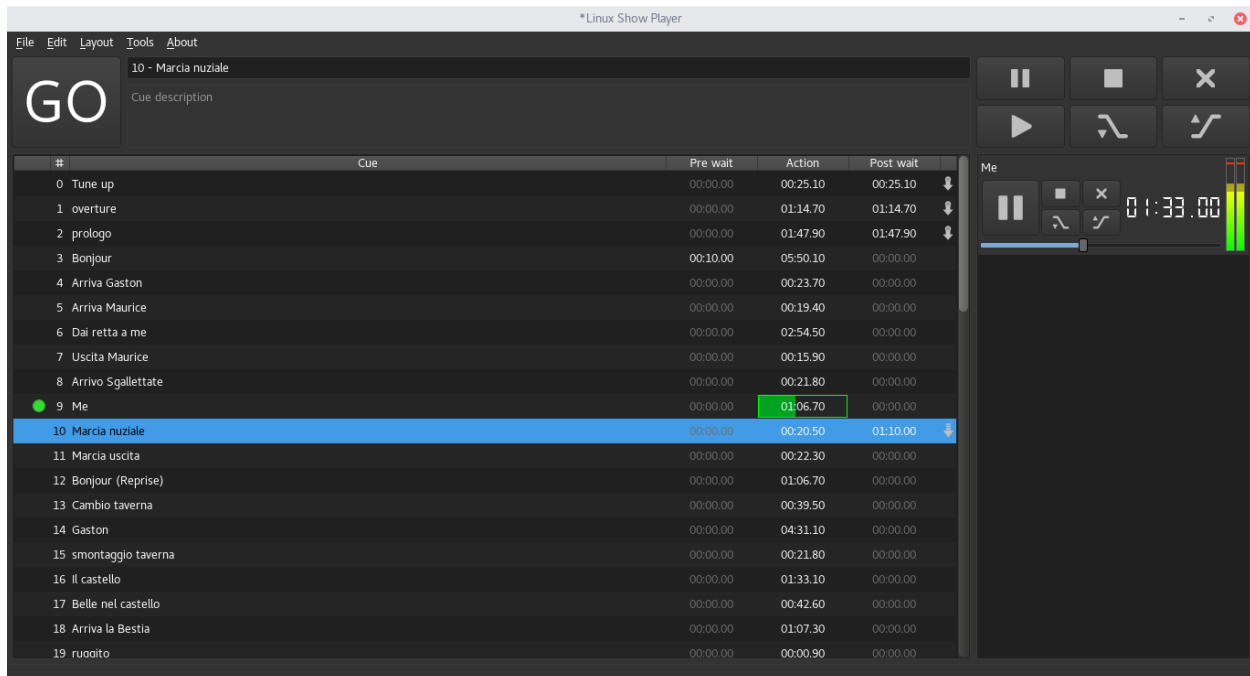 *Linux Show Player
File Edit Layout Tools About
GO
10 - Marcia nuziale
Cue description
# Cue Pre wait Action Post wait
0 Tune up 00:00.00 00:25.10 00:25.10
1 overture 00:00.00 01:14.70 01:14.70
2 prologo 00:00.00 01:47.90 01:47.90
3 Bonjour 00:10.00 05:50.10 00:00.00
4 Arriva Gaston 00:00.00 00:23.70 00:00.00
5 Arriva Maurice 00:00.00 00:19.40 00:00.00
6 Dai retta a me 00:00.00 02:54.50 00:00.00
7 Uscita Maurice 00:00.00 00:15.90 00:00.00
8 Arrivo Sgallettate 00:00.00 00:21.80 00:00.00
9 Me 00:00.00 01:06.70 00:00.00
10 Marcia nuziale 00:00.00 00:20.50 01:10.00
11 Marcia uscita 00:00.00 00:22.30 00:00.00
12 Bonjour (Reprise) 00:00.00 01:06.70 00:00.00
13 Cambio taverna 00:00.00 00:39.50 00:00.00
14 Gaston 00:00.00 04:31.10 00:00.00
15 smontaggio taverna 00:00.00 00:21.80 00:00.00
16 Il castello 00:00.00 01:33.10 00:00.00
17 Belle nel castello 00:00.00 00:42.60 00:00.00
18 Arriva la Bestia 00:00.00 01:07.30 00:00.00
19 ruggito 00:00.00 00:00.90 00:00.00
Me
01:33.00